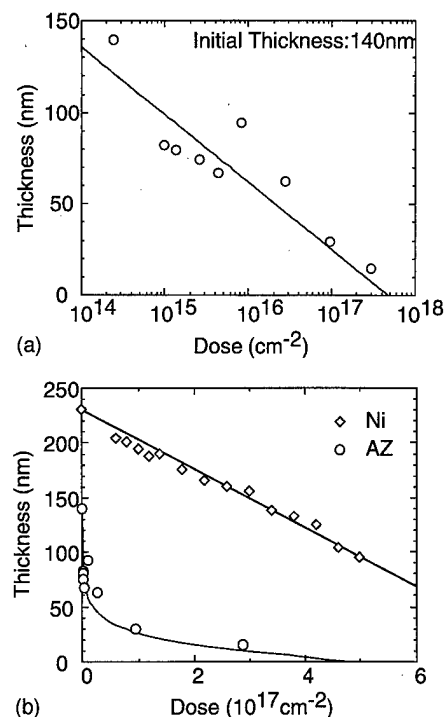 150
Initial Thickness:140nm
100
50
0
Thickness (nm)
10^14 10^15 10^16 10^17 10^18
(a)
Dose (cm^-2)
250
Ni
200
AZ
150
100
50
0
Thickness (nm)
0 2 4 6
(b)
Dose (10^17cm^-2)